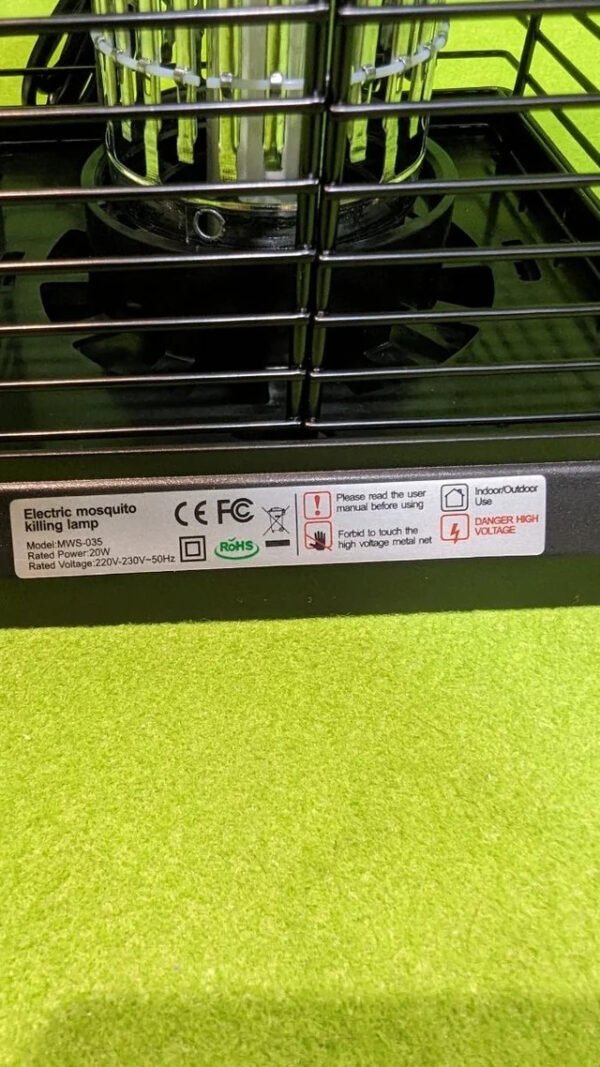 Electric mosquito
killing lamp
Model:MWS-035
Rated Power:20W
Rated Voltage:220V-230V~50Hz
CE FC
RoHS
Please read the user
manual before using
Forbid to touch the
high voltage metal net
Indoor/Outdoor
Use
DANGER HIGH
VOLTAGE